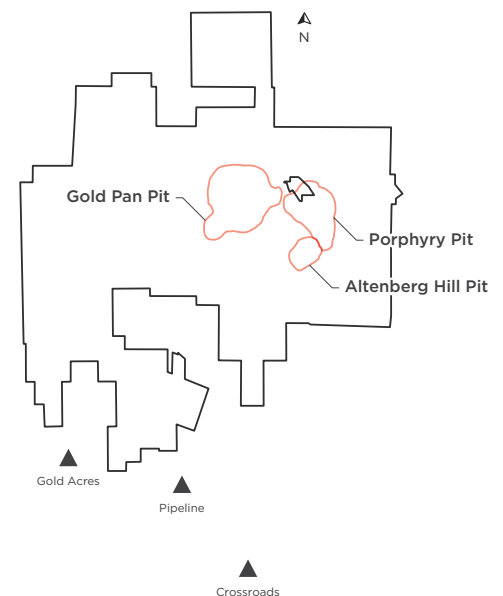 N
Gold Pan Pit
Porphyry Pit
Altenberg Hill Pit
Gold Acres
Pipeline
Crossroads